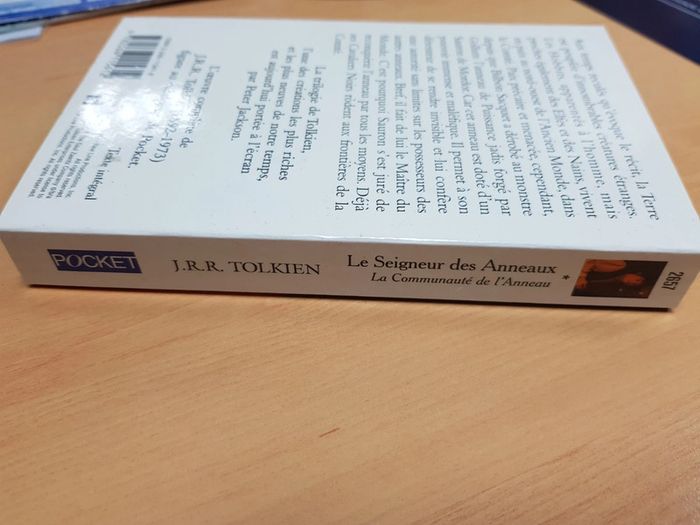 POCKET
J.R.R. TOLKIEN
Le Seigneur des Anneaux
La Communauté de l'Anneau
*
2657
Aux temps reculés qu'évoque le récit, la Terre
est peuplée d'innombrables créatures étranges.
Les Hobbits, apparentés à l'homme, mais
proches également des Elfes et des Nains, vivent
en paix au nord-ouest de l'Ancien Monde, dans
la Comté. Paix précaire et menacée, cependant,
depuis que Bilbon Sacquet a dérobé au monstre
Gollum l'anneau de Puissance jadis forgé par
Sauron de Mordor. Car cet anneau est doté d'un
pouvoir immense et maléfique. Il permet à son
détenteur de se rendre invisible et lui confère
une autorité sans limites sur les possesseurs des
autres anneaux. Bref, il fait de lui le Maître du
Monde. C'est pourquoi Sauron s'est juré de
reconquérir l'anneau par tous les moyens. Déjà
ses Cavaliers Noirs rôdent aux frontières de la
Comté.
La trilogie de Tolkien,
l'une des créations les plus riches
et les plus neuves de notre temps,
est aujourd'hui portée à l'écran
par Peter Jackson.
L'œuvre de
J.R.R. 1892-1973)
figure au Pocket.
Texte intégral